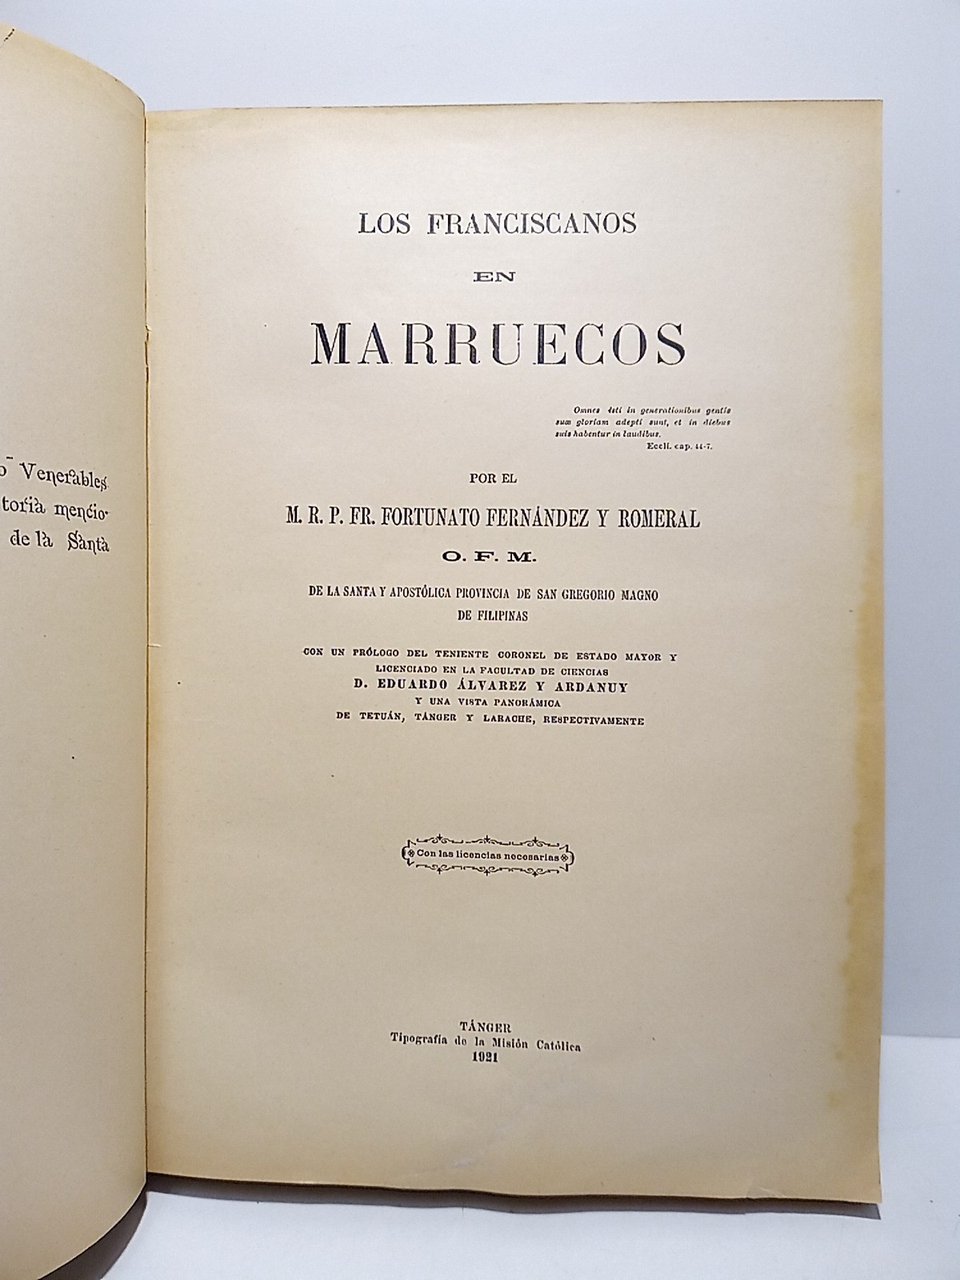 Venerables
toria mencio-
de la Santa
LOS FRANCISCANOS
EN
MARRUECOS
Omnes isti in generationibus gentis
suæ gloriam adepti sunt, et in diebus
suis habentur in laudibus.
Eccli. cap. 44-7.
POR EL
M. R. P. FR. FORTUNATO FERNÁNDEZ Y ROMERAL
O. F. M.
DE LA SANTA Y APOSTÓLICA PROVINCIA DE SAN GREGORIO MAGNO
DE FILIPINAS
CON UN PRÓLOGO DEL TENIENTE CORONEL DE ESTADO MAYOR Y
LICENCIADO EN LA FACULTAD DE CIENCIAS
D. EDUARDO ÁLVAREZ Y ARDANUY
Y UNA VISTA PANORÁMICA
DE TETUÁN, TÁNGER Y LARACHE, RESPECTIVAMENTE
Con las licencias necesarias
TÁNGER
Tipografía de la Misión Católica
1921